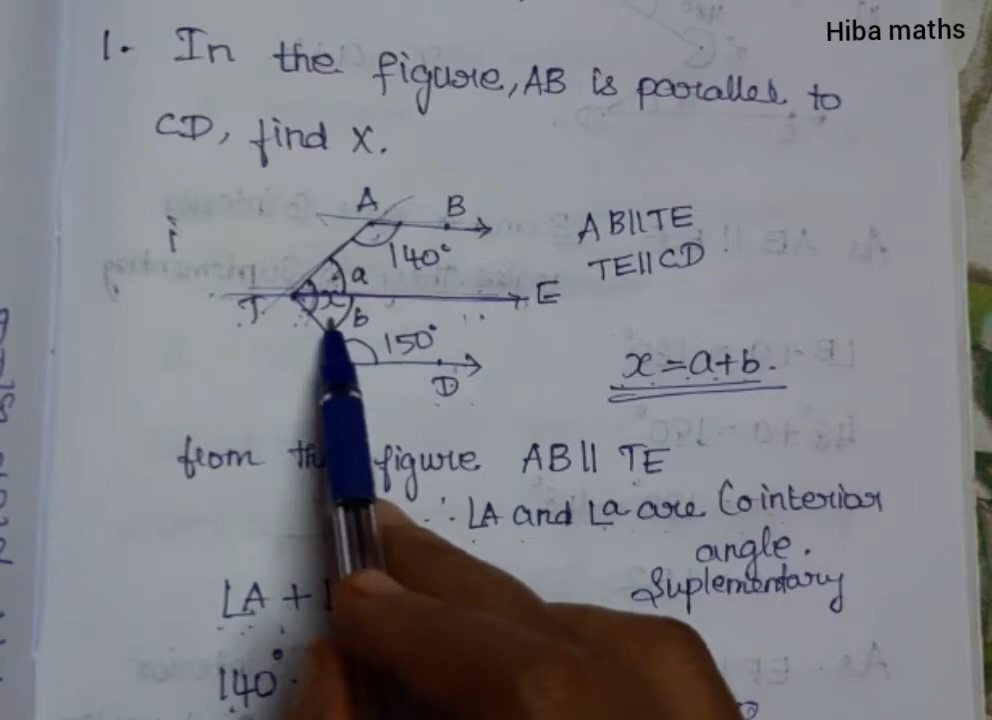 Hiba maths
1. In the figure, AB is parallel to
CD, find x.
i
A B
140°
a
T x E
b
150°
D
AB||TE
TE||CD
x=a+b.
from figure AB|| TE
∴ ∠A and ∠a are Cointerior
angle.
Suplementary
∠A +
140°